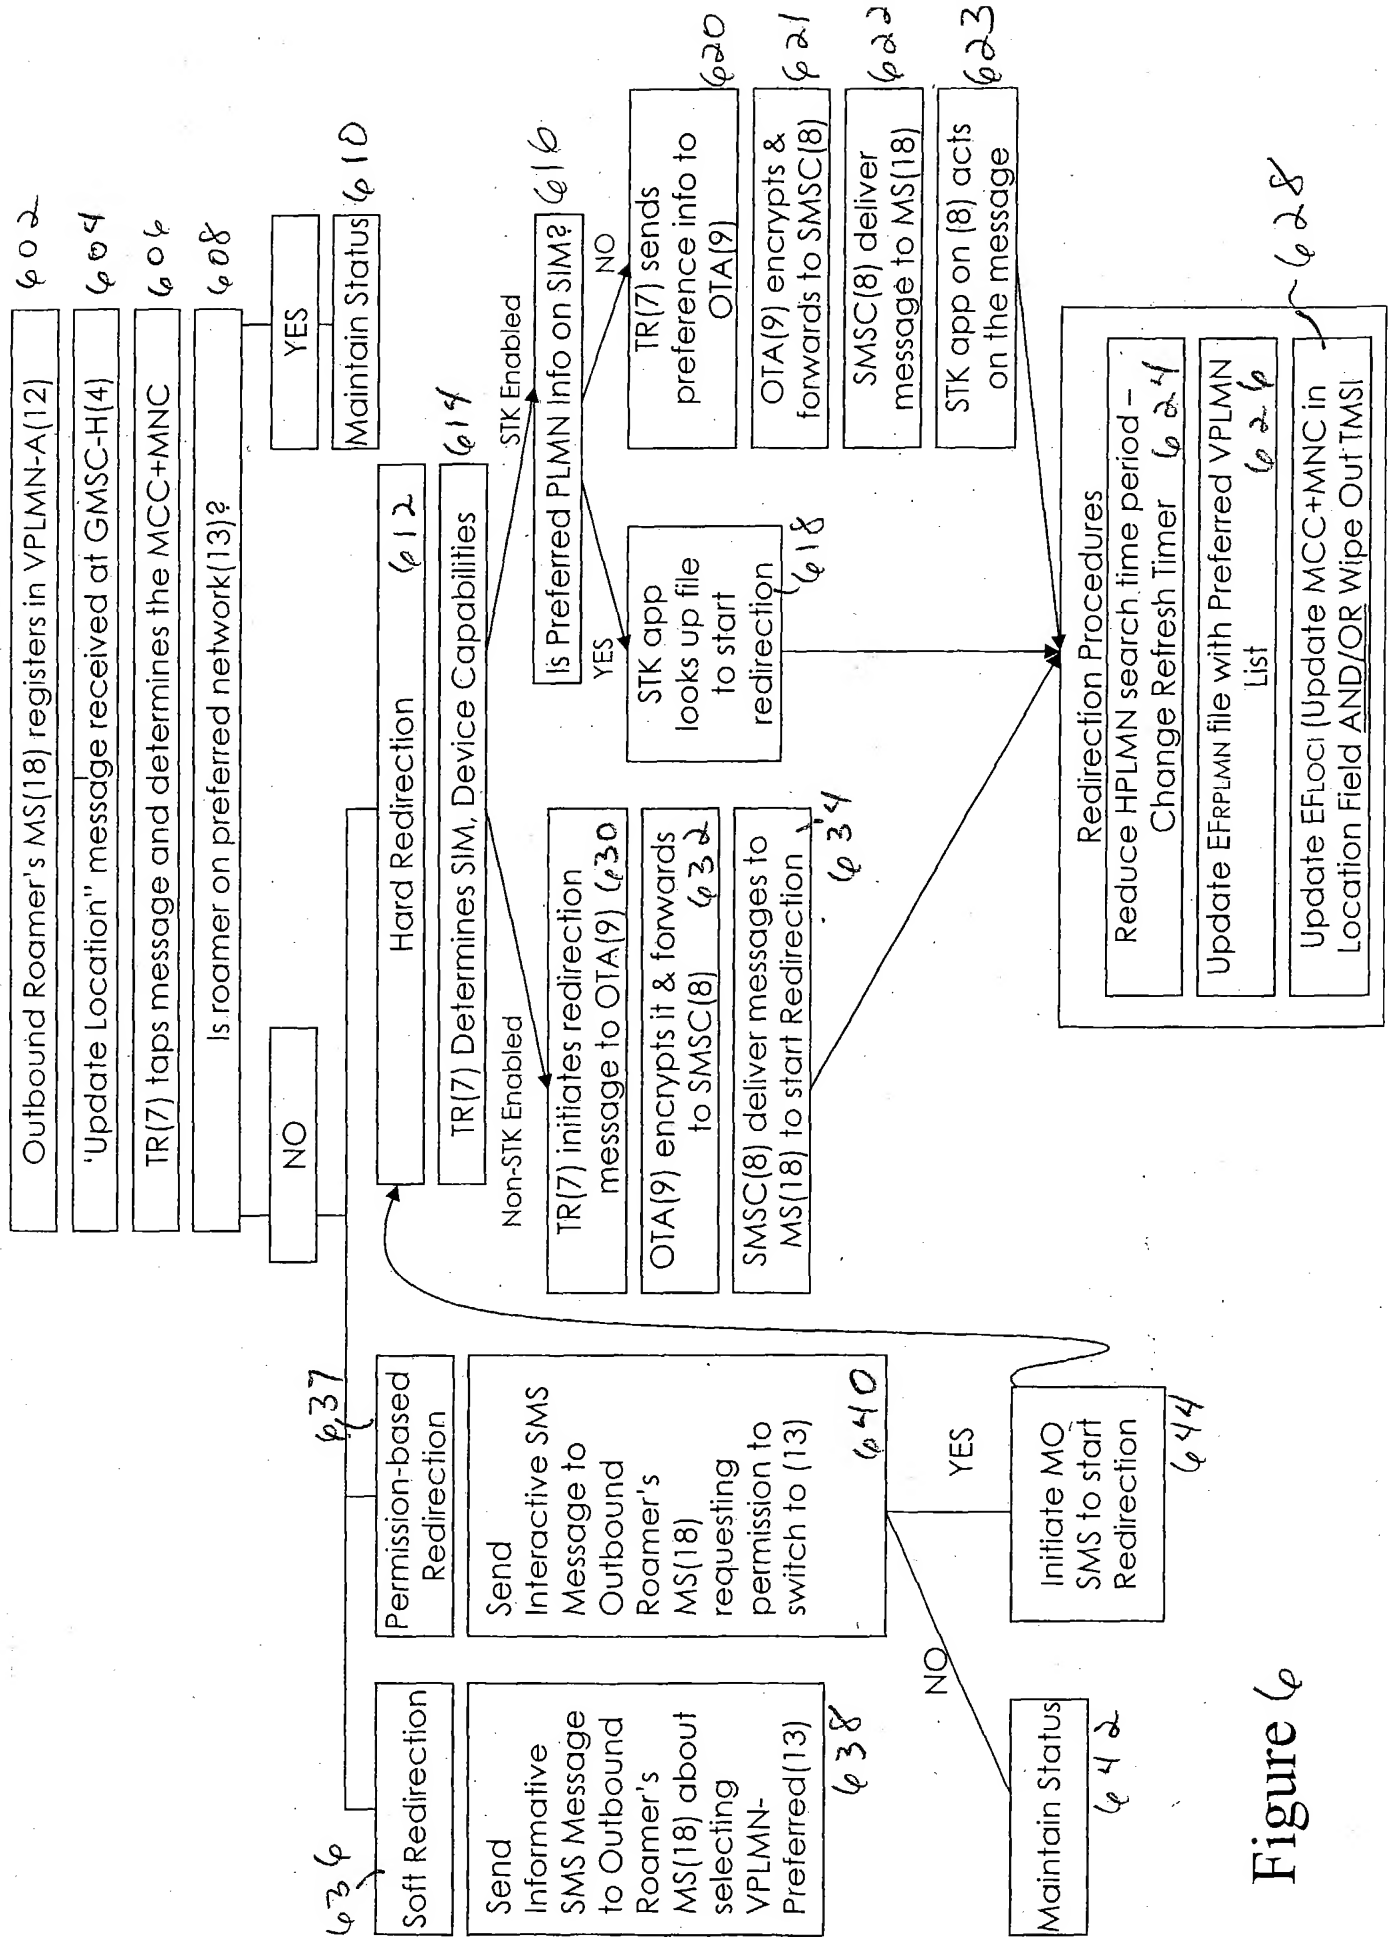 Outbound Roamer's MS(18) registers in VPLMN-A(12)
602
'Update Location" message received at GMSC-H(4)
604
TR(7) taps message and determines the MCC+MNC
606
Is roamer on preferred network(13)?
608
NO
YES
Maintain Status
610
636
Soft Redirection
Send
Informative
SMS Message
to Outbound
Roamer's
MS(18) about
selecting
VPLMN-
Preferred(13)
638
637
Permission-based
Redirection
Send
Interactive SMS
Message to
Outbound
Roamer's
MS(18)
requesting
permission to
switch to (13)
640
NO
YES
Maintain Status
642
Initiate MO
SMS to start
Redirection
644
Hard Redirection
612
TR(7) Determines SIM, Device Capabilities
614
Non-STK Enabled
STK Enabled
TR(7) initiates redirection
message to OTA(9) 630
OTA(9) encrypts it & forwards
to SMSC(8) 632
SMSC(8) deliver messages to
MS(18) to start Redirection
634
Is Preferred PLMN info on SIM?
616
YES
NO
STK app
looks up file
to start
redirection
618
TR(7) sends
preference info to
OTA(9)
620
OTA(9) encrypts &
forwards to SMSC(8)
621
SMSC(8) deliver
message to MS(18)
622
STK app on (8) acts
on the message
623
Redirection Procedures
Reduce HPLMN search time period –
Change Refresh Timer 624
Update EFRPLMN file with Preferred VPLMN
List 626
Update EFLOCI (Update MCC+MNC in
Location Field AND/OR Wipe Out TMSI
628
Figure 6